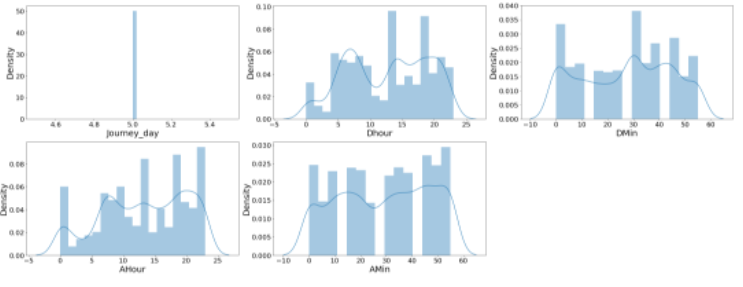 50
40
30
20
10
0
Density
4.6 4.8 5.0 5.2 5.4
Journey_day
0.10
0.08
0.06
0.04
0.02
0.00
Density
−5 0 5 10 15 20 25
Dhour
0.040
0.035
0.030
0.025
0.020
0.015
0.010
0.005
0.000
Density
−10 0 10 20 30 40 50 60
DMin
0.08
0.06
0.04
0.02
0.00
Density
−5 0 5 10 15 20 25
AHour
0.030
0.025
0.020
0.015
0.010
0.005
0.000
Density
−10 0 10 20 30 40 50 60
AMin